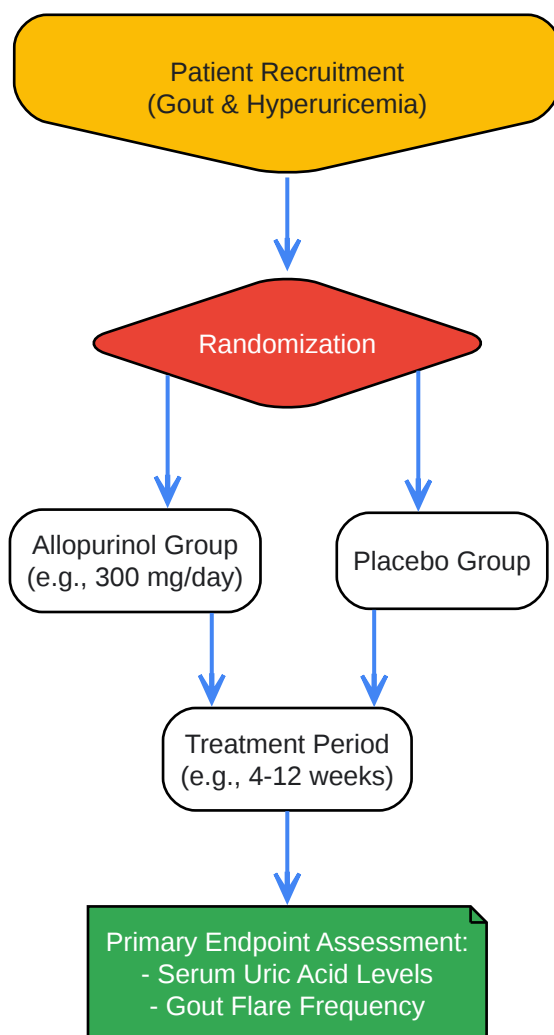 Patient Recruitment
(Gout & Hyperuricemia)
Randomization
Allopurinol Group
(e.g., 300 mg/day)
Placebo Group
Treatment Period
(e.g., 4-12 weeks)
Primary Endpoint Assessment:
- Serum Uric Acid Levels
- Gout Flare Frequency